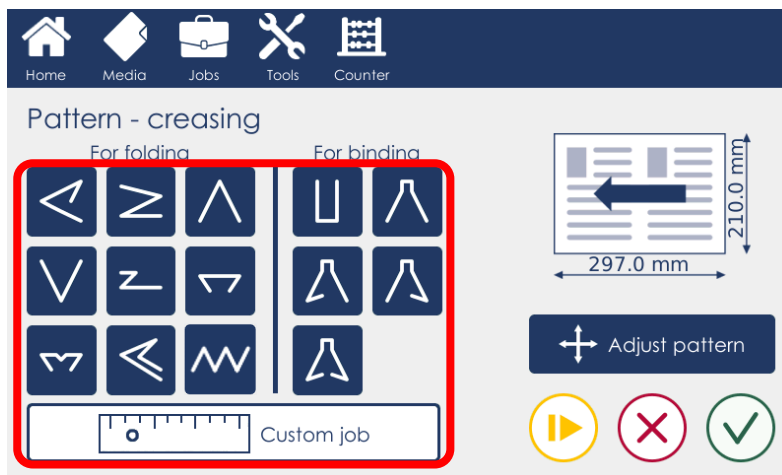 Home Media Jobs Tools Counter
Pattern - creasing
For folding For binding
210.0 mm
297.0 mm
Adjust pattern
Custom job